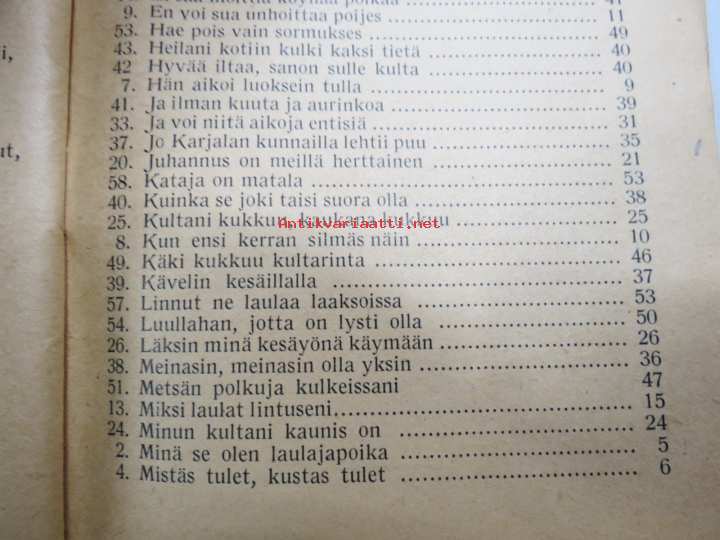 i,
ut,
9. En voi sua unhoittaa poijes 11
53. Hae pois vain sormukses 49
43. Heilani kotiin kulki kaksi tietä 40
42 Hyvää iltaa, sanon sulle kulta 40
7. Hän aikoi luoksein tulla 9
41. Ja ilman kuuta ja aurinkoa 39
33. Ja voi niitä aikoja entisiä 31
37. Jo Karjalan kunnailla lehtii puu 35
20. Juhannus on meillä herttainen 21
58. Kataja on matala 53
40. Kuinka se joki taisi suora olla 38
25. Kultani kukkuu, kaukana kukkuu 25
Antikvariaatti.net
8. Kun ensi kerran silmäs näin 10
49. Käki kukkuu kultarinta 46
39. Kävelin kesäillalla 37
57. Linnut ne laulaa laaksoissa 53
54. Luullahan, jotta on lysti olla 50
26. Läksin minä kesäyönä käymään 26
38. Meinasin, meinasin olla yksin 36
51. Metsän polkuja kulkeissani 47
13. Miksi laulat lintuseni 15
24. Minun kultani kaunis on 24
2. Minä se olen laulajapoika 5
4. Mistäs tulet, kustas tulet 6